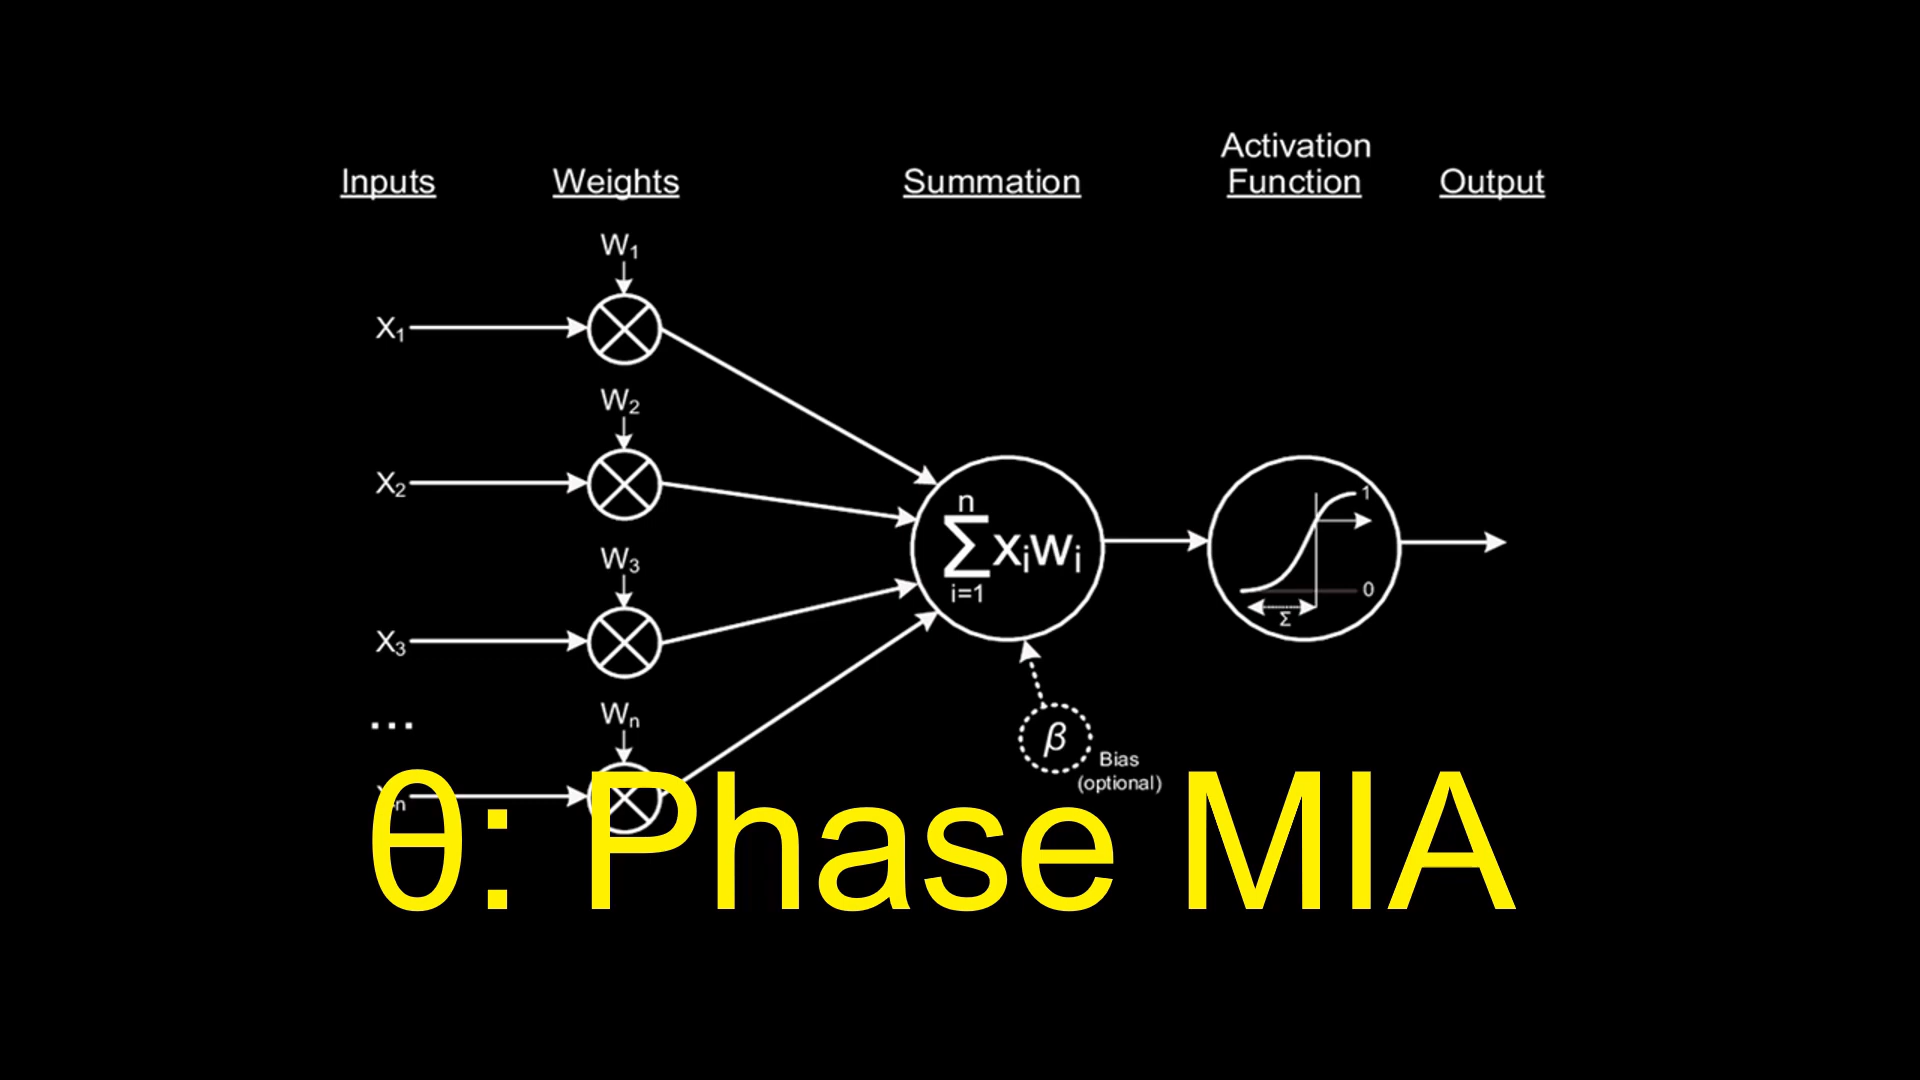 Inputs
Weights
Summation
Activation
Function
Output
W1
X1
W2
X2
n
1
∑xiwi
i=1
0
Σ
W3
X3
...
Wn
β
Bias
(optional)
n
θ: Phase MIA